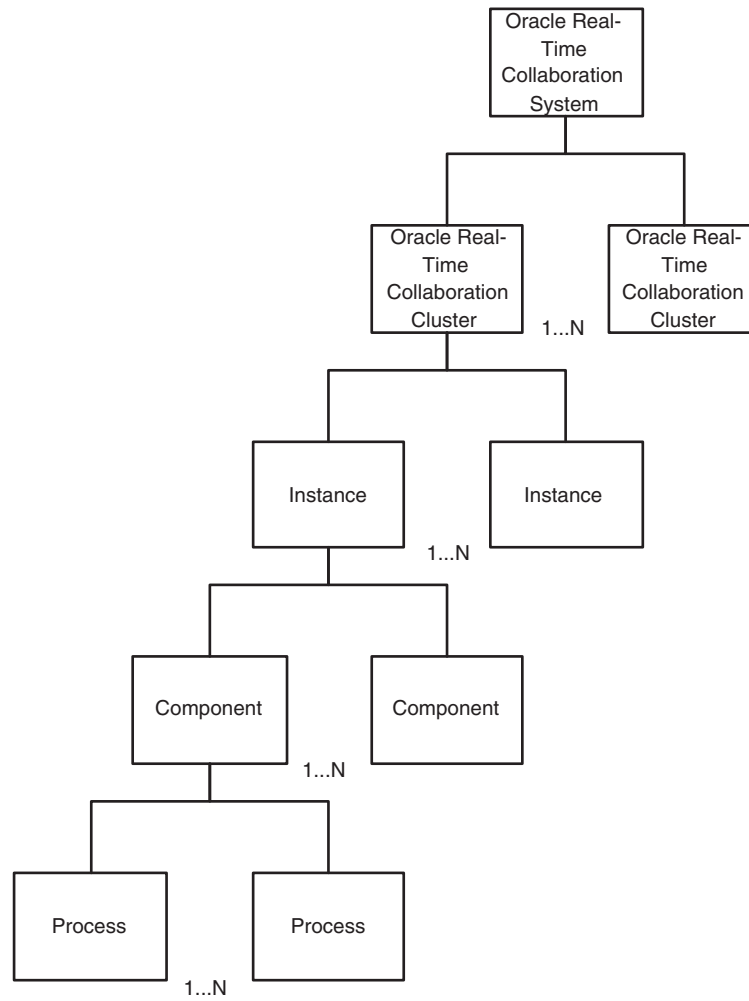 Oracle Real-
Time
Collaboration
System
Oracle Real-
Time
Collaboration
Cluster
1...N
Oracle Real-
Time
Collaboration
Cluster
Instance
1...N
Instance
Component
1...N
Component
Process
1...N
Process